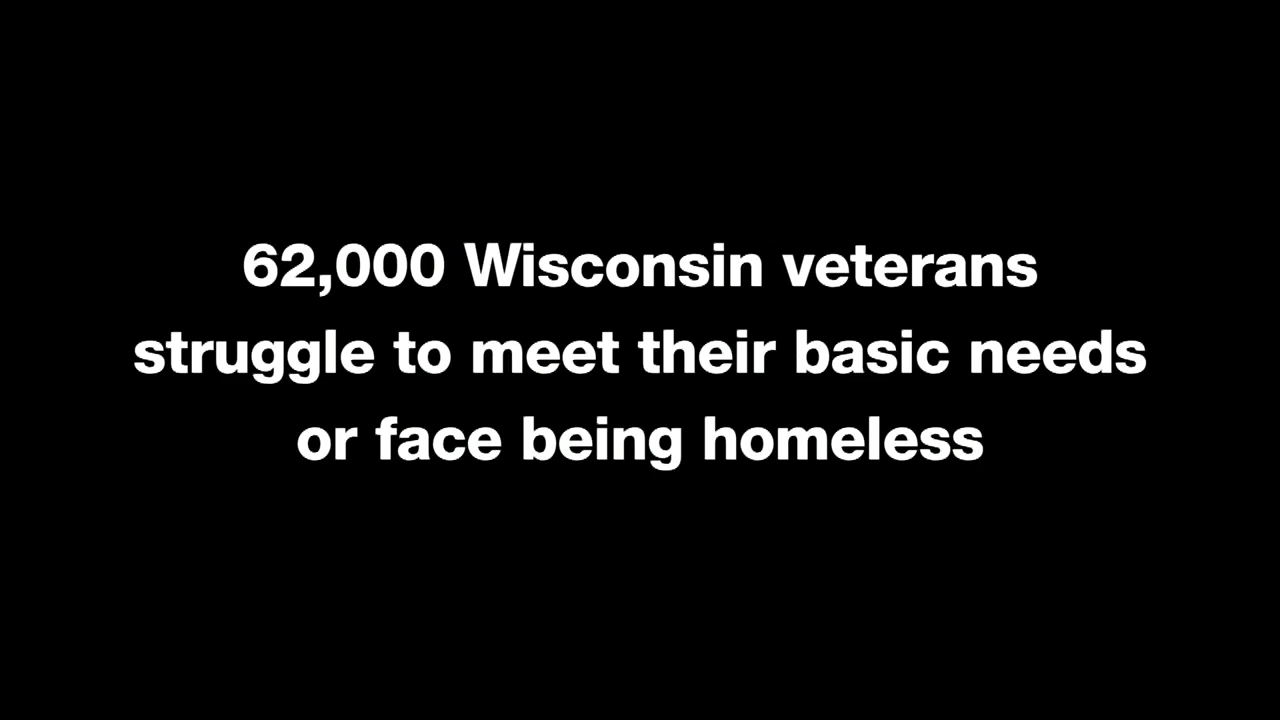 62,000 Wisconsin veterans
struggle to meet their basic needs
or face being homeless